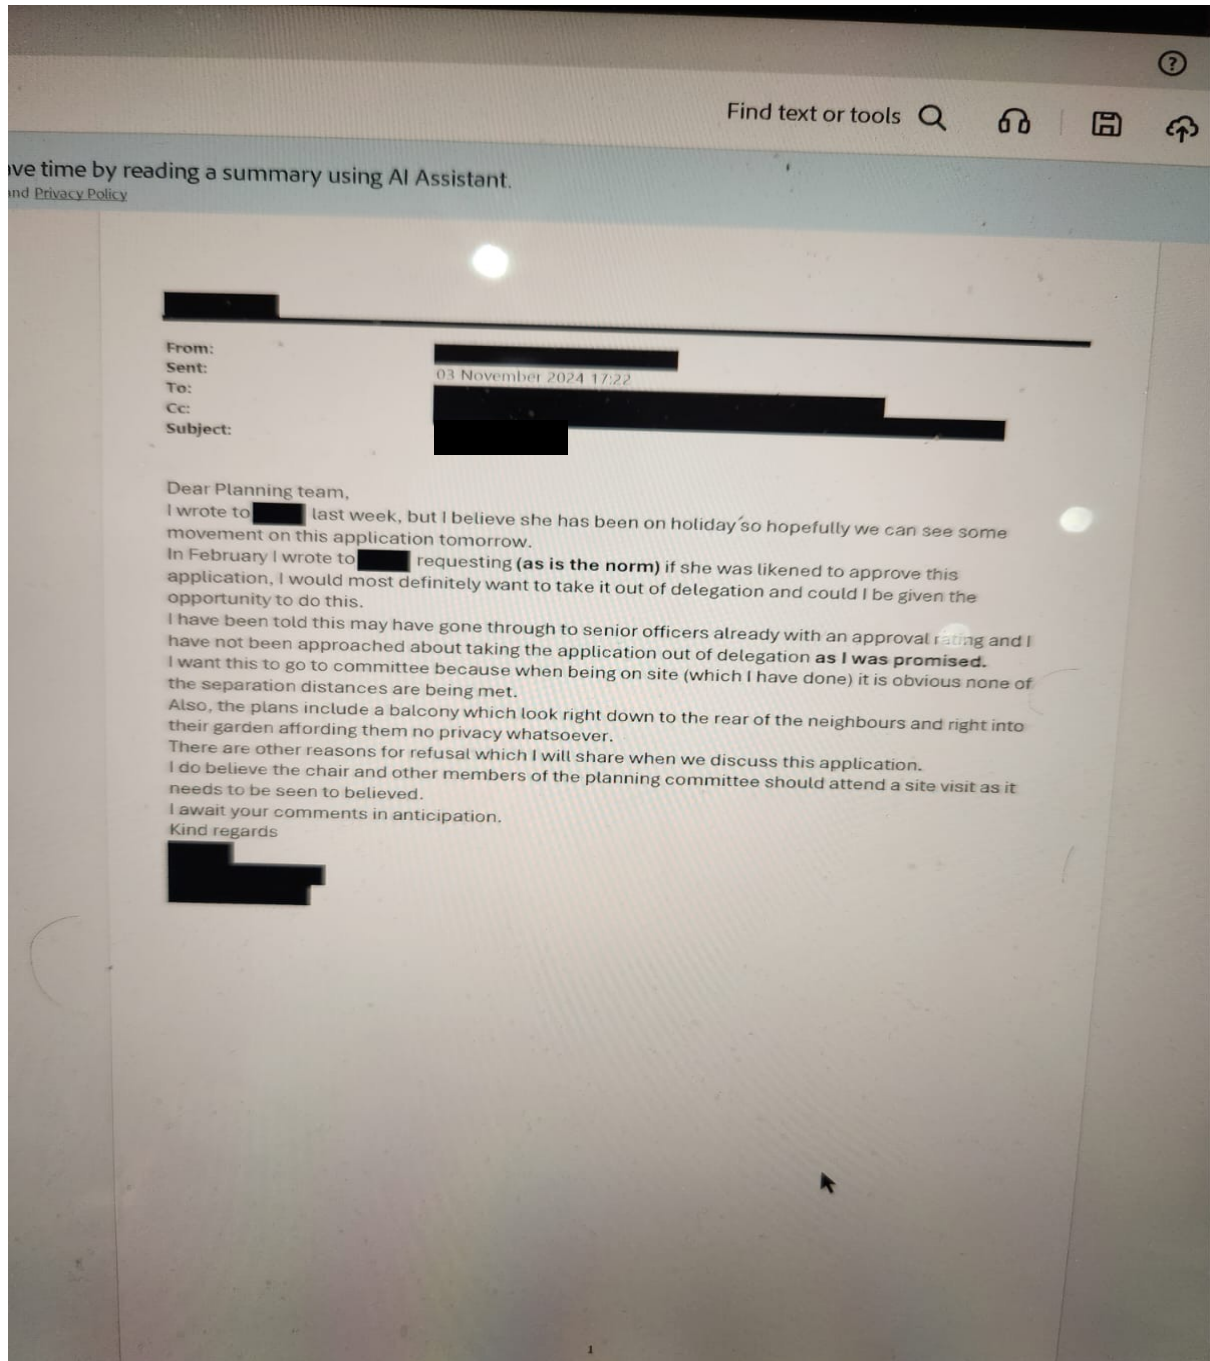 Find text or tools
ve time by reading a summary using AI Assistant.
and Privacy Policy
From:
Sent:
03 November 2024 17:22
To:
Cc:
Subject:
Dear Planning team,
I wrote to last week, but I believe she has been on holiday so hopefully we can see some
movement on this application tomorrow.
In February I wrote to requesting (as is the norm) if she was likened to approve this
application, I would most definitely want to take it out of delegation and could I be given the
opportunity to do this.
I have been told this may have gone through to senior officers already with an approval rating and I
have not been approached about taking the application out of delegation as I was promised.
I want this to go to committee because when being on site (which I have done) it is obvious none of
the separation distances are being met.
Also, the plans include a balcony which look right down to the rear of the neighbours and right into
their garden affording them no privacy whatsoever.
There are other reasons for refusal which I will share when we discuss this application.
I do believe the chair and other members of the planning committee should attend a site visit as it
needs to be seen to believed.
I await your comments in anticipation.
Kind regards
1